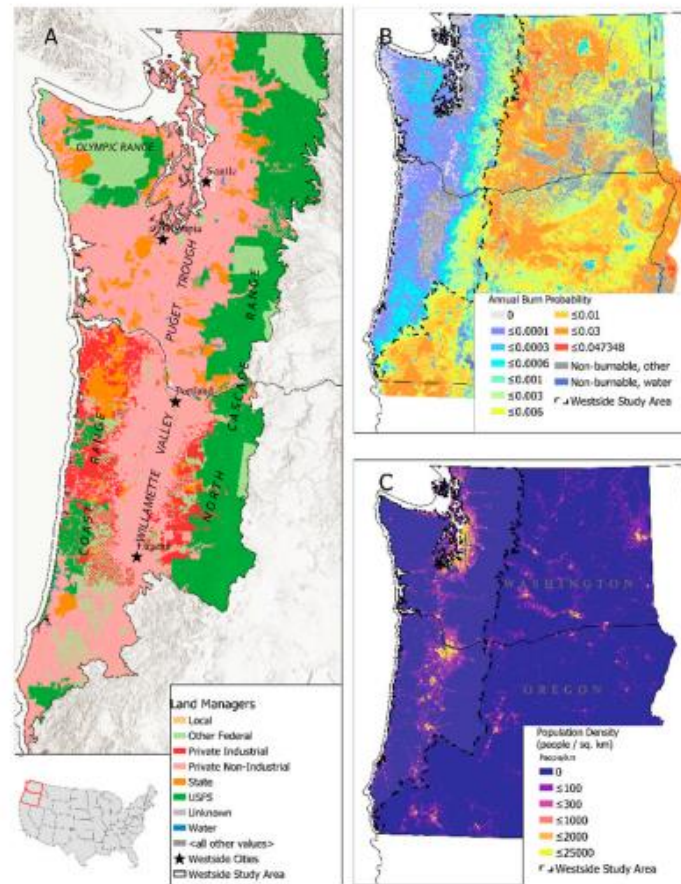 A
OLYMPIC RANGE
Seattle
PUGET TROUGH
Portland
WILLAMETTE VALLEY
COAST RANGE
NORTH CASCADE RANGE
Land Managers
Local
Other Federal
Private Industrial
Private Non-Industrial
State
USFS
Unknown
Water
<all other values>
Westside Cities
Westside Study Area
B
Annual Burn Probability
0
≤0.0001
≤0.0003
≤0.0006
≤0.001
≤0.003
≤0.006
≤0.01
≤0.03
≤0.047348
Non-burnable, other
Non-burnable, water
Westside Study Area
C
WASHINGTON
OREGON
Population Density
(people / sq. km)
0
≤100
≤300
≤1000
≤2000
≤25000
Westside Study Area